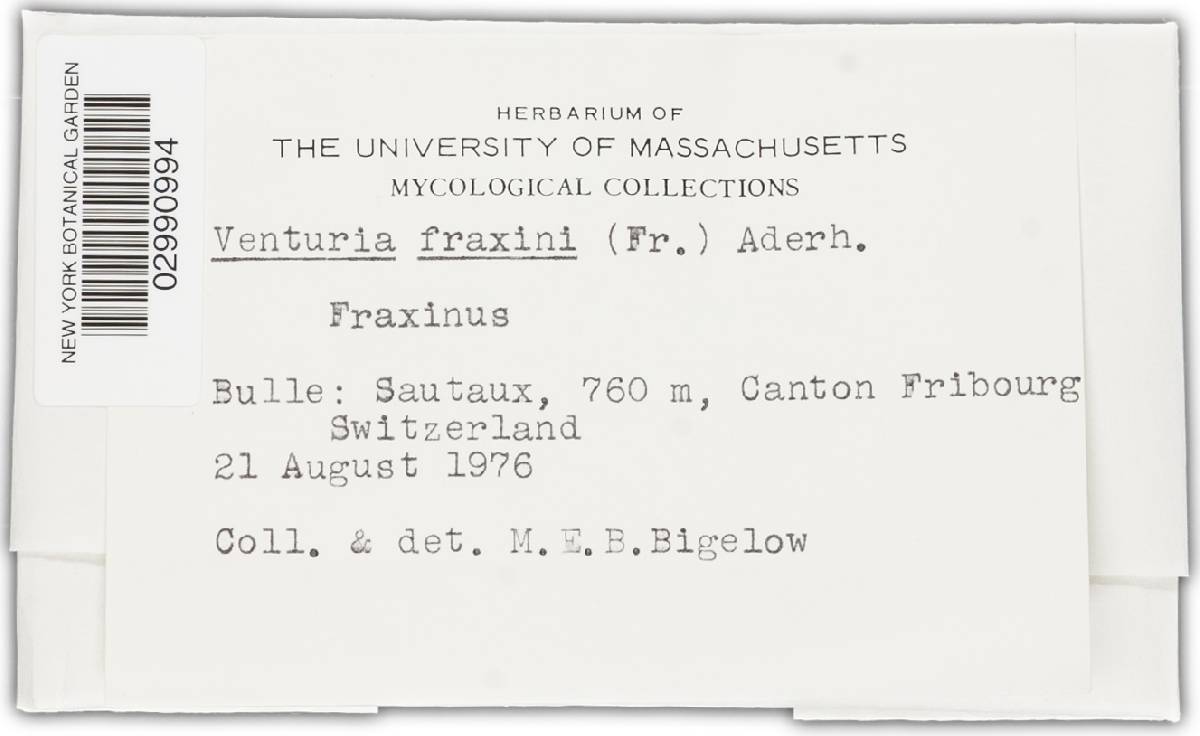 NEW YORK BOTANICAL GARDEN
02990994
HERBARIUM OF
THE UNIVERSITY OF MASSACHUSETTS
MYCOLOGICAL COLLECTIONS
Venturia fraxini (Fr.) Aderh.
Fraxinus
Bulle: Sautaux, 760 m, Canton Fribourg
Switzerland
21 August 1976
Coll. & det. M.E.B.Bigelow